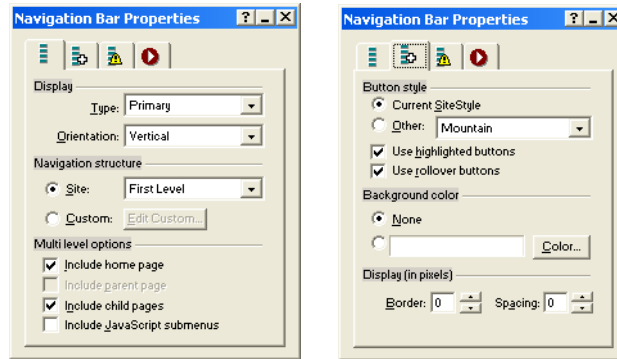 Navigation Bar Properties
Display
Type: Primary
Orientation: Vertical
Navigation structure
Site: First Level
Custom: Edit Custom...
Multi level options
Include home page
Include parent page
Include child pages
Include JavaScript submenus
Navigation Bar Properties
Button style
Current SiteStyle
Other: Mountain
Use highlighted buttons
Use rollover buttons
Background color
None
Color...
Display (in pixels)
Border: 0 Spacing: 0